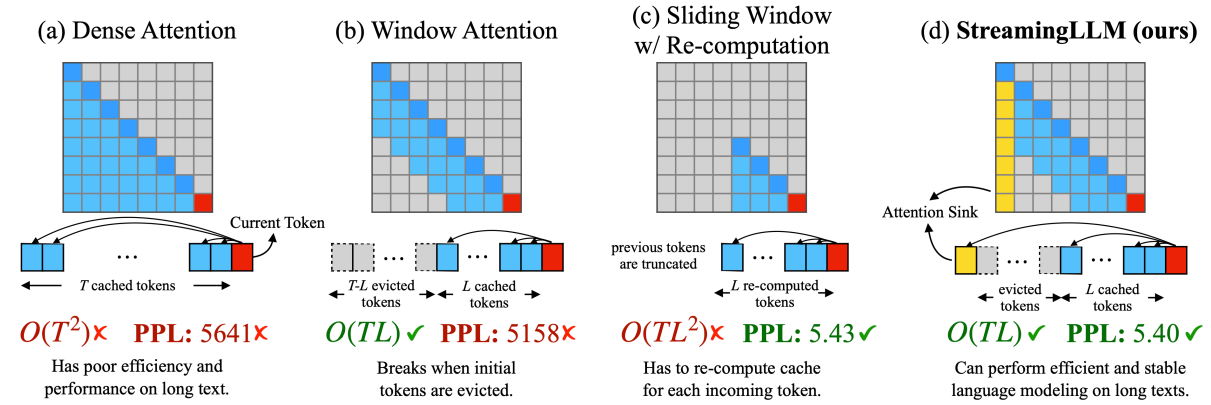 (a) Dense Attention
(b) Window Attention
(c) Sliding Window
w/ Re-computation
(d) StreamingLLM (ours)
Current Token
...
T cached tokens
O(T²)✗ PPL: 5641✗
Has poor efficiency and
performance on long text.
...
...
T-L evicted
tokens
L cached
tokens
O(TL)✓ PPL: 5158✗
Breaks when initial
tokens are evicted.
previous tokens
are truncated
...
L re-computed
tokens
O(TL²)✗ PPL: 5.43✓
Has to re-compute cache
for each incoming token.
Attention Sink
...
...
evicted
tokens
L cached
tokens
O(TL)✓ PPL: 5.40✓
Can perform efficient and stable
language modeling on long texts.